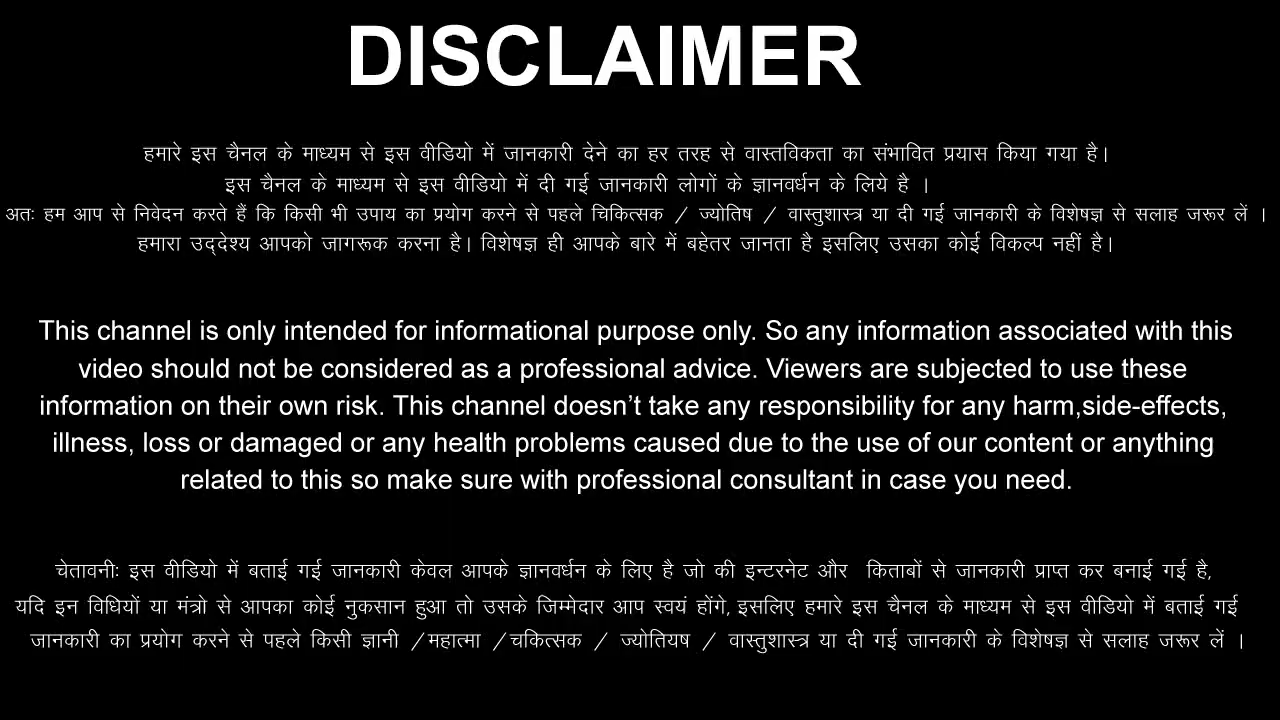 DISCLAIMER
हमारे इस चैनल के माध्यम से इस वीडियो में जानकारी देने का हर तरह से वास्तविकता का संभावित प्रयास किया गया है।
इस चैनल के माध्यम से इस वीडियो में दी गई जानकारी लोगों के ज्ञानवर्धन के लिये है ।
अतः हम आप से निवेदन करते हैं कि किसी भी उपाय का प्रयोग करने से पहले चिकित्सक / ज्योतिष / वास्तुशास्त्र या दी गई जानकारी के विशेषज्ञ से सलाह जरूर लें ।
हमारा उद्देश्य आपको जागरूक करना है। विशेषज्ञ ही आपके बारे में बहेतर जानता है इसलिए उसका कोई विकल्प नहीं है।
This channel is only intended for informational purpose only. So any information associated with this
video should not be considered as a professional advice. Viewers are subjected to use these
information on their own risk. This channel doesn’t take any responsibility for any harm,side-effects,
illness, loss or damaged or any health problems caused due to the use of our content or anything
related to this so make sure with professional consultant in case you need.
चेतावनीः इस वीडियो में बताई गई जानकारी केवल आपके ज्ञानवर्धन के लिए है जो की इन्टरनेट और किताबों से जानकारी प्राप्त कर बनाई गई है,
यदि इन विधियों या मंत्रो से आपका कोई नुकसान हुआ तो उसके जिम्मेदार आप स्वयं होंगे, इसलिए हमारे इस चैनल के माध्यम से इस वीडियो में बताई गई
जानकारी का प्रयोग करने से पहले किसी ज्ञानी /महात्मा /चकित्सक / ज्योतियष / वास्तुशास्त्र या दी गई जानकारी के विशेषज्ञ से सलाह जरूर लें ।